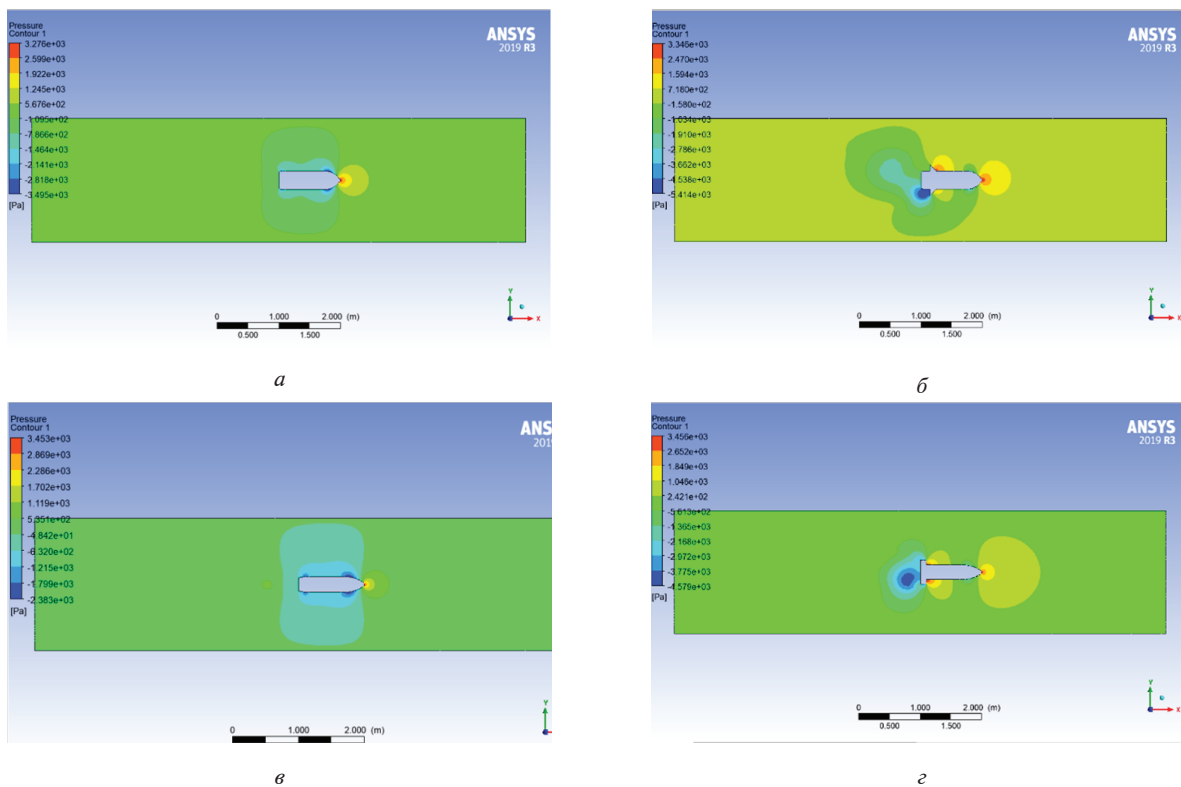 Pressure
Contour 1
3.276e+03
2.599e+03
1.922e+03
1.245e+03
5.676e+02
-1.095e+02
-7.866e+02
-1.464e+03
-2.141e+03
-2.818e+03
-3.495e+03
[Pa]
ANSYS
2019 R3
0 1.000 2.000 (m)
0.500 1.500
Y
X
а
Pressure
Contour 1
3.346e+03
2.470e+03
1.594e+03
7.180e+02
-1.580e+02
-1.034e+03
-1.910e+03
-2.786e+03
-3.662e+03
-4.538e+03
-5.414e+03
[Pa]
ANSYS
2019 R3
0 1.000 2.000 (m)
0.500 1.500
Y
X
б
Pressure
Contour 1
3.453e+03
2.869e+03
2.286e+03
1.702e+03
1.119e+03
5.351e+02
-4.842e+01
-6.320e+02
-1.215e+03
-1.799e+03
-2.383e+03
[Pa]
ANS
2019
0 1.000 2.000 (m)
Y
в
Pressure
Contour 1
3.456e+03
2.652e+03
1.849e+03
1.046e+03
2.421e+02
-5.613e+02
-1.365e+03
-2.168e+03
-2.972e+03
-3.775e+03
-4.579e+03
[Pa]
ANSYS
2019 R3
0 1.000 2.000 (m)
0.500 1.500
Y
X
г